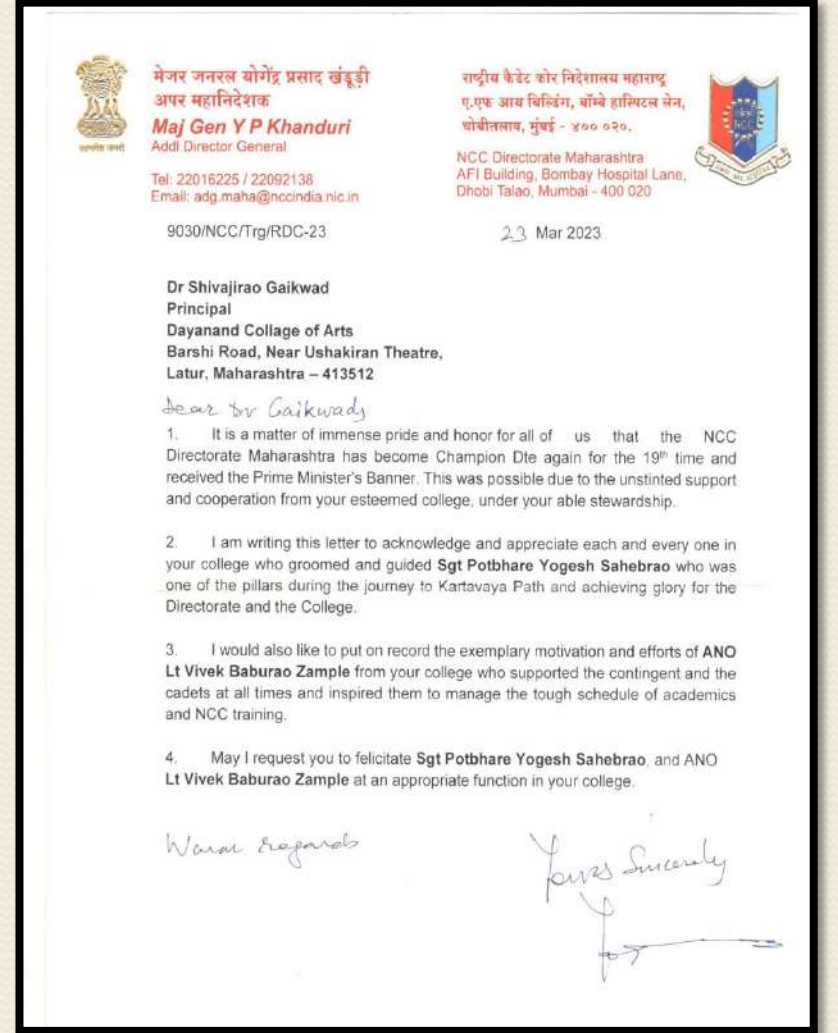 मेजर जनरल योगेंद्र प्रसाद खंडूड़ी
अपर महानिदेशक
Maj Gen Y P Khanduri
Addl Director General
Tel: 22016225 / 22092138
Email: adg.maha@nccindia.nic.in
राष्ट्रीय कैडेट कोर निदेशालय महाराष्ट्र
ए.एफ आय बिल्डिंग, बॉम्बे हास्पिटल लेन,
धोबीतलाव, मुंबई - ४०० ०२०.
NCC Directorate Maharashtra
AFI Building, Bombay Hospital Lane,
Dhobi Talao, Mumbai - 400 020
NCC
9030/NCC/Trg/RDC-23
23 Mar 2023
Dr Shivajirao Gaikwad
Principal
Dayanand Collage of Arts
Barshi Road, Near Ushakiran Theatre,
Latur, Maharashtra – 413512
Dear Dr Gaikwad,
1. It is a matter of immense pride and honor for all of us that the NCC
Directorate Maharashtra has become Champion Dte again for the 19th time and
received the Prime Minister's Banner. This was possible due to the unstinted support
and cooperation from your esteemed college, under your able stewardship.
2. I am writing this letter to acknowledge and appreciate each and every one in
your college who groomed and guided Sgt Potbhare Yogesh Sahebrao who was
one of the pillars during the journey to Kartavaya Path and achieving glory for the
Directorate and the College.
3. I would also like to put on record the exemplary motivation and efforts of ANO
Lt Vivek Baburao Zample from your college who supported the contingent and the
cadets at all times and inspired them to manage the tough schedule of academics
and NCC training.
4. May I request you to felicitate Sgt Potbhare Yogesh Sahebrao, and ANO
Lt Vivek Baburao Zample at an appropriate function in your college.
Warm regards
Yours Sincerely